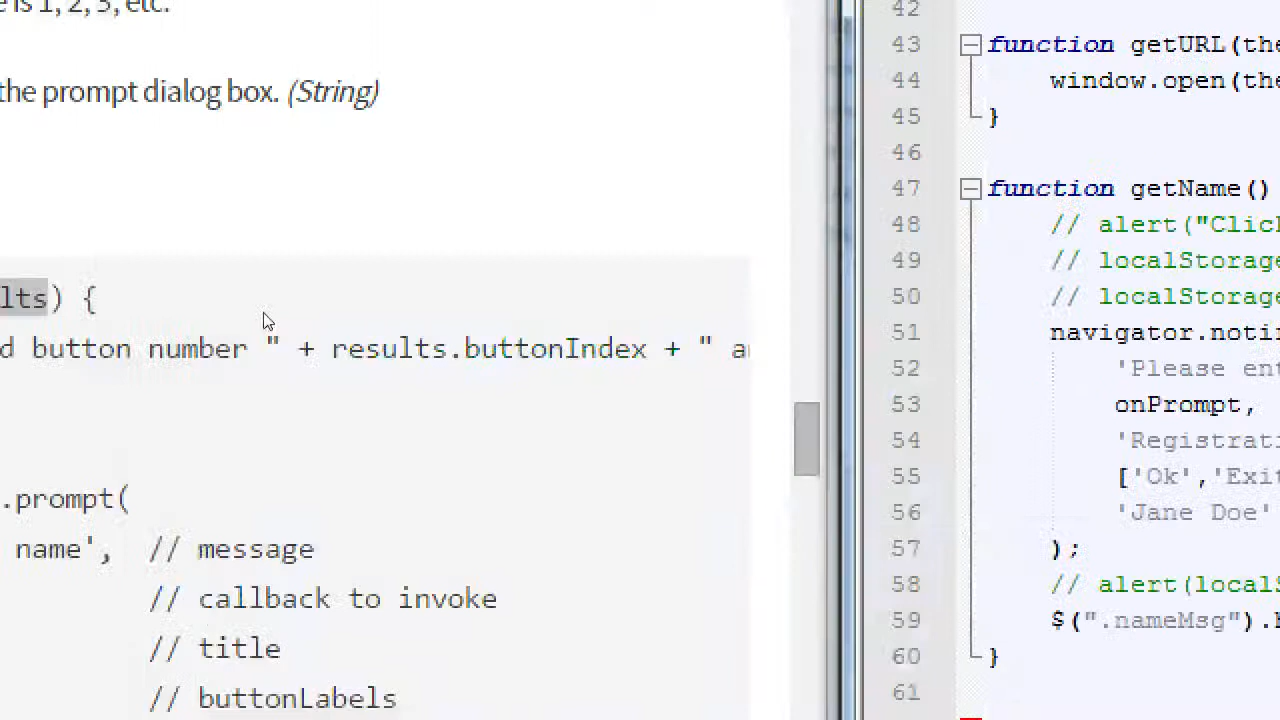 is 1, 2, 3, etc.
the prompt dialog box. (String)
lts) {
d button number " + results.buttonIndex + " a
.prompt(
name', // message
// callback to invoke
// title
// buttonLabels
42
43 function getURL(the
44 window.open(the
45 }
46
47 function getName()
48 // alert("Clic
49 // localStorage
50 // localStorage
51 navigator.noti
52 'Please ent
53 onPrompt,
54 'Registrati
55 ['Ok','Exit
56 'Jane Doe'
57 );
58 // alert(localS
59 $(".nameMsg").
60 }
61